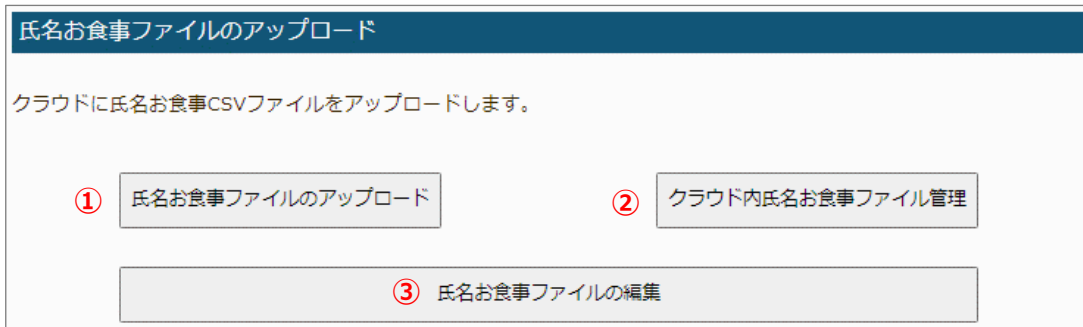 氏名お食事ファイルのアップロード
クラウドに氏名お食事CSVファイルをアップロードします。
① 氏名お食事ファイルのアップロード
② クラウド内氏名お食事ファイル管理
③ 氏名お食事ファイルの編集